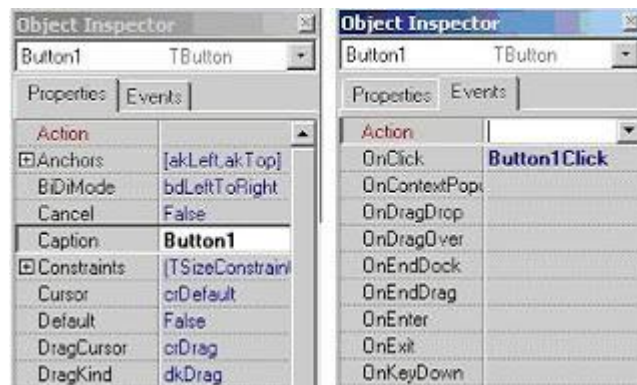 Object Inspector
Button1 TButton
Properties Events
Action
Anchors [akLeft,akTop]
BiDiMode bdLeftToRight
Cancel False
Caption Button1
Constraints (TSizeConstraint
Cursor crDefault
Default False
DragCursor crDrag
DragKind dkDrag
Object Inspector
Button1 TButton
Properties Events
Action
OnClick Button1Click
OnContextPopu
OnDragDrop
OnDragOver
OnEndDock
OnEndDrag
OnEnter
OnExit
OnKeyDown